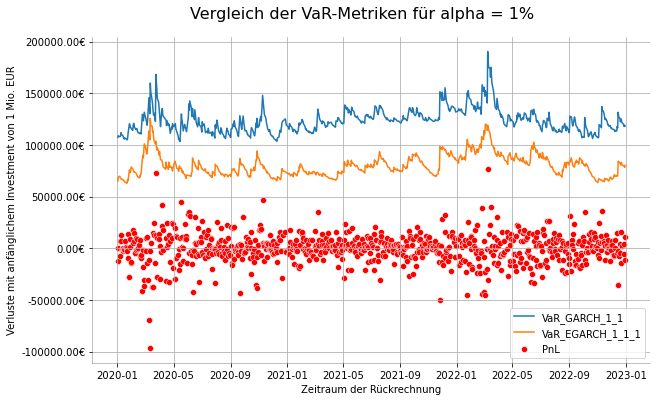 Vergleich der VaR-Metriken für alpha = 1%
Verluste mit anfänglichem Investment von 1 Mio. EUR
200000.00€
150000.00€
100000.00€
50000.00€
0.00€
-50000.00€
-100000.00€
VaR_GARCH_1_1
VaR_EGARCH_1_1_1
PnL
2020-01 2020-05 2020-09 2021-01 2021-05 2021-09 2022-01 2022-05 2022-09 2023-01
Zeitraum der Rückrechnung